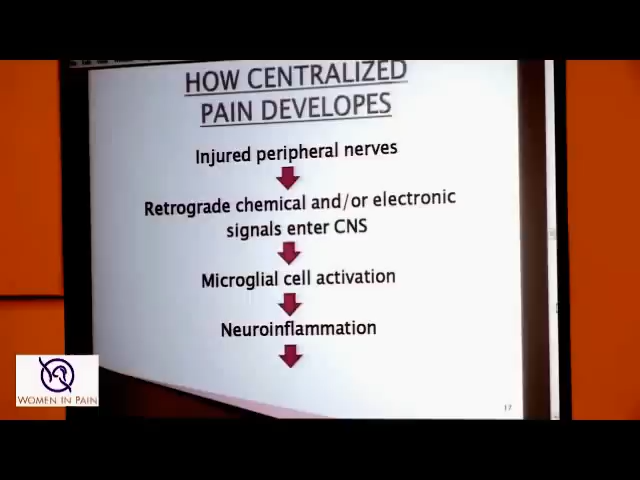 HOW CENTRALIZED
PAIN DEVELOPES
Injured peripheral nerves
Retrograde chemical and/or electronic
signals enter CNS
Microglial cell activation
Neuroinflammation
17
WOMEN IN PAIN